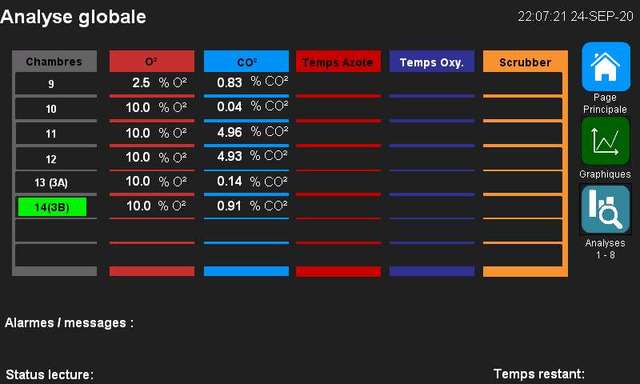 Analyse globale
22:07:21 24-SEP-20
Chambres O² CO² Temps Azote Temps Oxy. Scrubber
9 2.5 % O² 0.83 % CO²
10 10.0 % O² 0.04 % CO²
11 10.0 % O² 4.96 % CO²
12 10.0 % O² 4.93 % CO²
13 (3A) 10.0 % O² 0.14 % CO²
14(3B) 10.0 % O² 0.91 % CO²
Page
Principale
Graphiques
Analyses
1 - 8
Alarmes / messages :
Status lecture:
Temps restant: